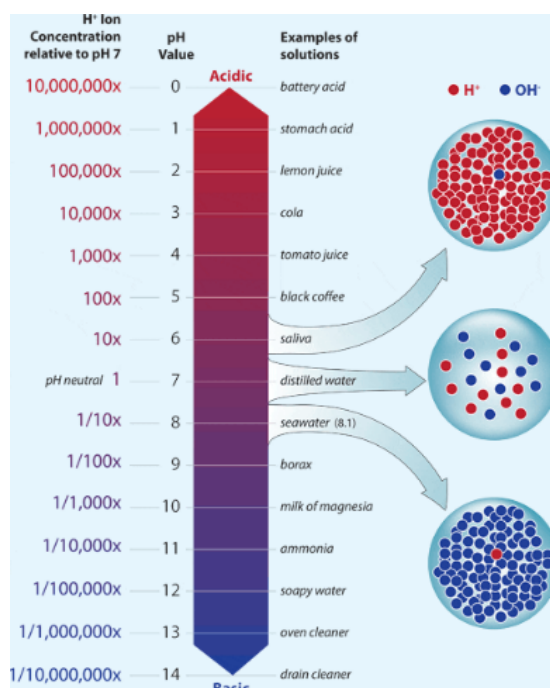 H⁺ Ion
Concentration
relative to pH 7
pH
Value
Examples of
solutions
Acidic
H⁺ OH⁻
10,000,000x 0 battery acid
1,000,000x 1 stomach acid
100,000x 2 lemon juice
10,000x 3 cola
1,000x 4 tomato juice
100x 5 black coffee
10x 6 saliva
pH neutral 1 7 distilled water
1/10x 8 seawater (8.1)
1/100x 9 borax
1/1,000x 10 milk of magnesia
1/10,000x 11 ammonia
1/100,000x 12 soapy water
1/1,000,000x 13 oven cleaner
1/10,000,000x 14 drain cleaner
Basic